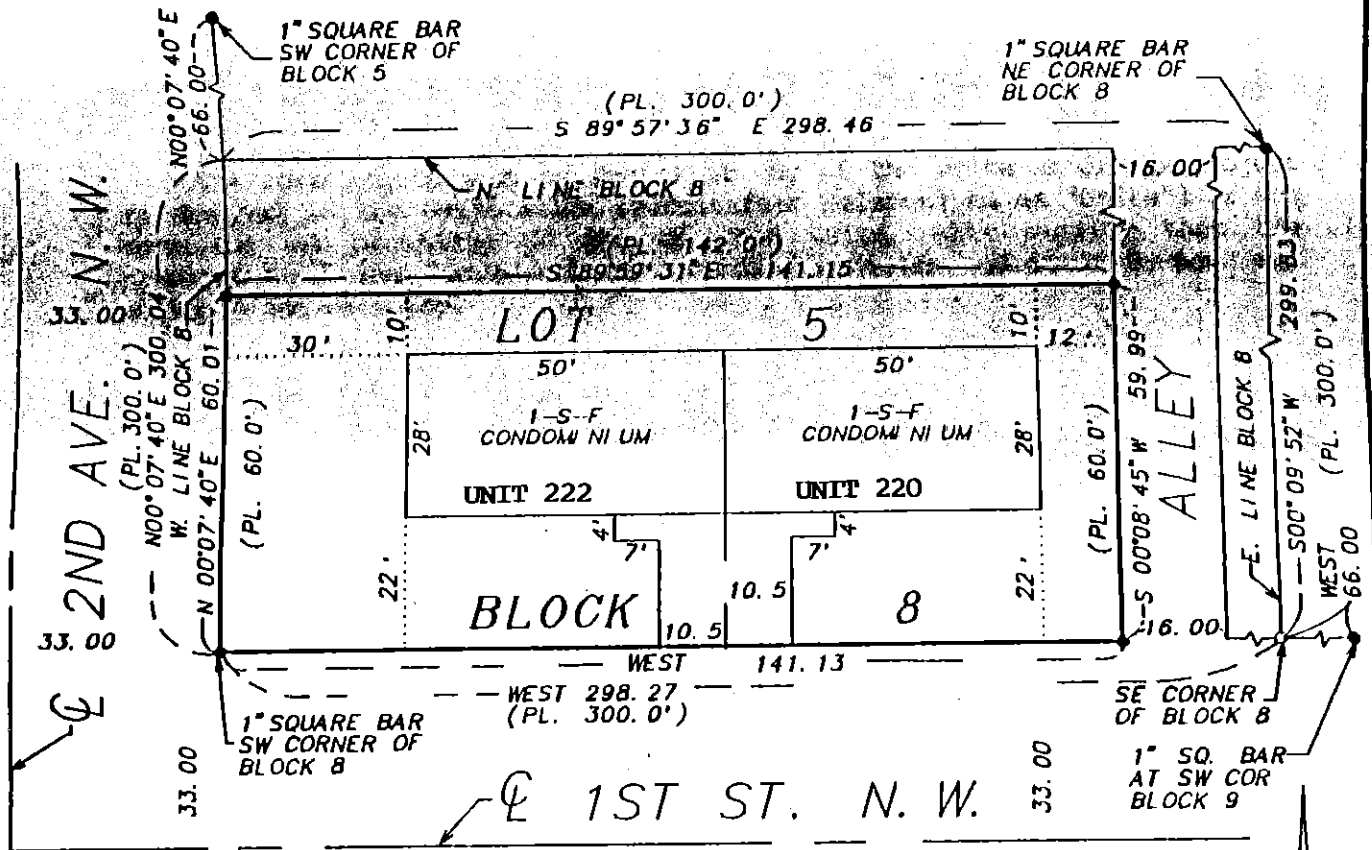 1" SQUARE BAR
SW CORNER OF
BLOCK 5
N00°07'40"E
66.00
1" SQUARE BAR
NE CORNER OF
BLOCK 8
(PL. 300.0')
S 89°57'36" E 298.46
16.00
N. LINE BLOCK 8
(PL. 142.0')
S 89°59'31" E 141.15
33.00
2ND AVE. N.W.
(PL. 300.0')
N00°07'40"E 300.04
W. LINE BLOCK 8
N 00°07'40"E 60.01
(PL. 60.0')
30'
10'
LOT 5
10'
12'
50'
50'
1-S-F
CONDOMINIUM
1-S-F
CONDOMINIUM
28'
28'
UNIT 222
UNIT 220
4'
7'
4'
7'
22'
22'
10.5
10.5
BLOCK 8
(PL. 60.0')
S 00°08'45" W 59.99
ALLEY
E. LINE BLOCK 8
S00°09'52"W 299.83
(PL. 300.0')
WEST
66.00
16.00
33.00
WEST 141.13
WEST 298.27
(PL. 300.0')
1" SQUARE BAR
SW CORNER OF
BLOCK 8
SE CORNER
OF BLOCK 8
1" SQ. BAR
AT SW COR
BLOCK 9
33.00
33.00
℄
℄ 1ST ST. N.W.